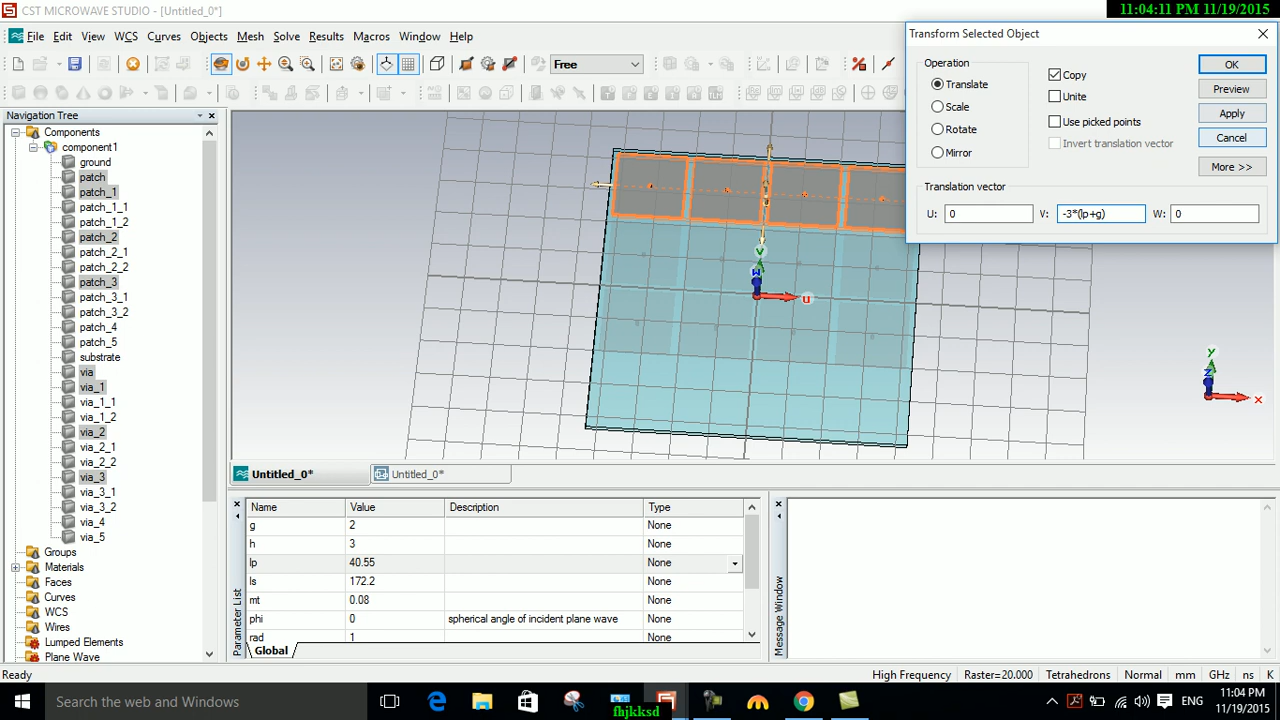 CST MICROWAVE STUDIO - [Untitled_0*]
11:04:11 PM 11/19/2015
File Edit View WCS Curves Objects Mesh Solve Results Macros Window Help
Free
Transform Selected Object
Operation
Translate
Scale
Rotate
Mirror
Copy
Unite
Use picked points
Invert translation vector
OK
Preview
Apply
Cancel
More >>
Translation vector
U: 0 V: -3*(lp+g) W: 0
Navigation Tree
Components
component1
ground
patch
patch_1
patch_1_1
patch_1_2
patch_2
patch_2_1
patch_2_2
patch_3
patch_3_1
patch_3_2
patch_4
patch_5
substrate
via
via_1
via_1_1
via_1_2
via_2
via_2_1
via_2_2
via_3
via_3_1
via_3_2
via_4
via_5
Groups
Materials
Faces
Curves
WCS
Wires
Lumped Elements
Plane Wave
v
w
u
y
z
x
Untitled_0* Untitled_0*
Parameter List
Name Value Description Type
g 2 None
h 3 None
lp 40.55 None
ls 172.2 None
mt 0.08 None
phi 0 spherical angle of incident plane wave None
rad 1 None
Global
Message Window
Ready
High Frequency Raster=20.000 Tetrahedrons Normal mm GHz ns K
Search the web and Windows
fhjkksd
ENG
11:04 PM
11/19/2015